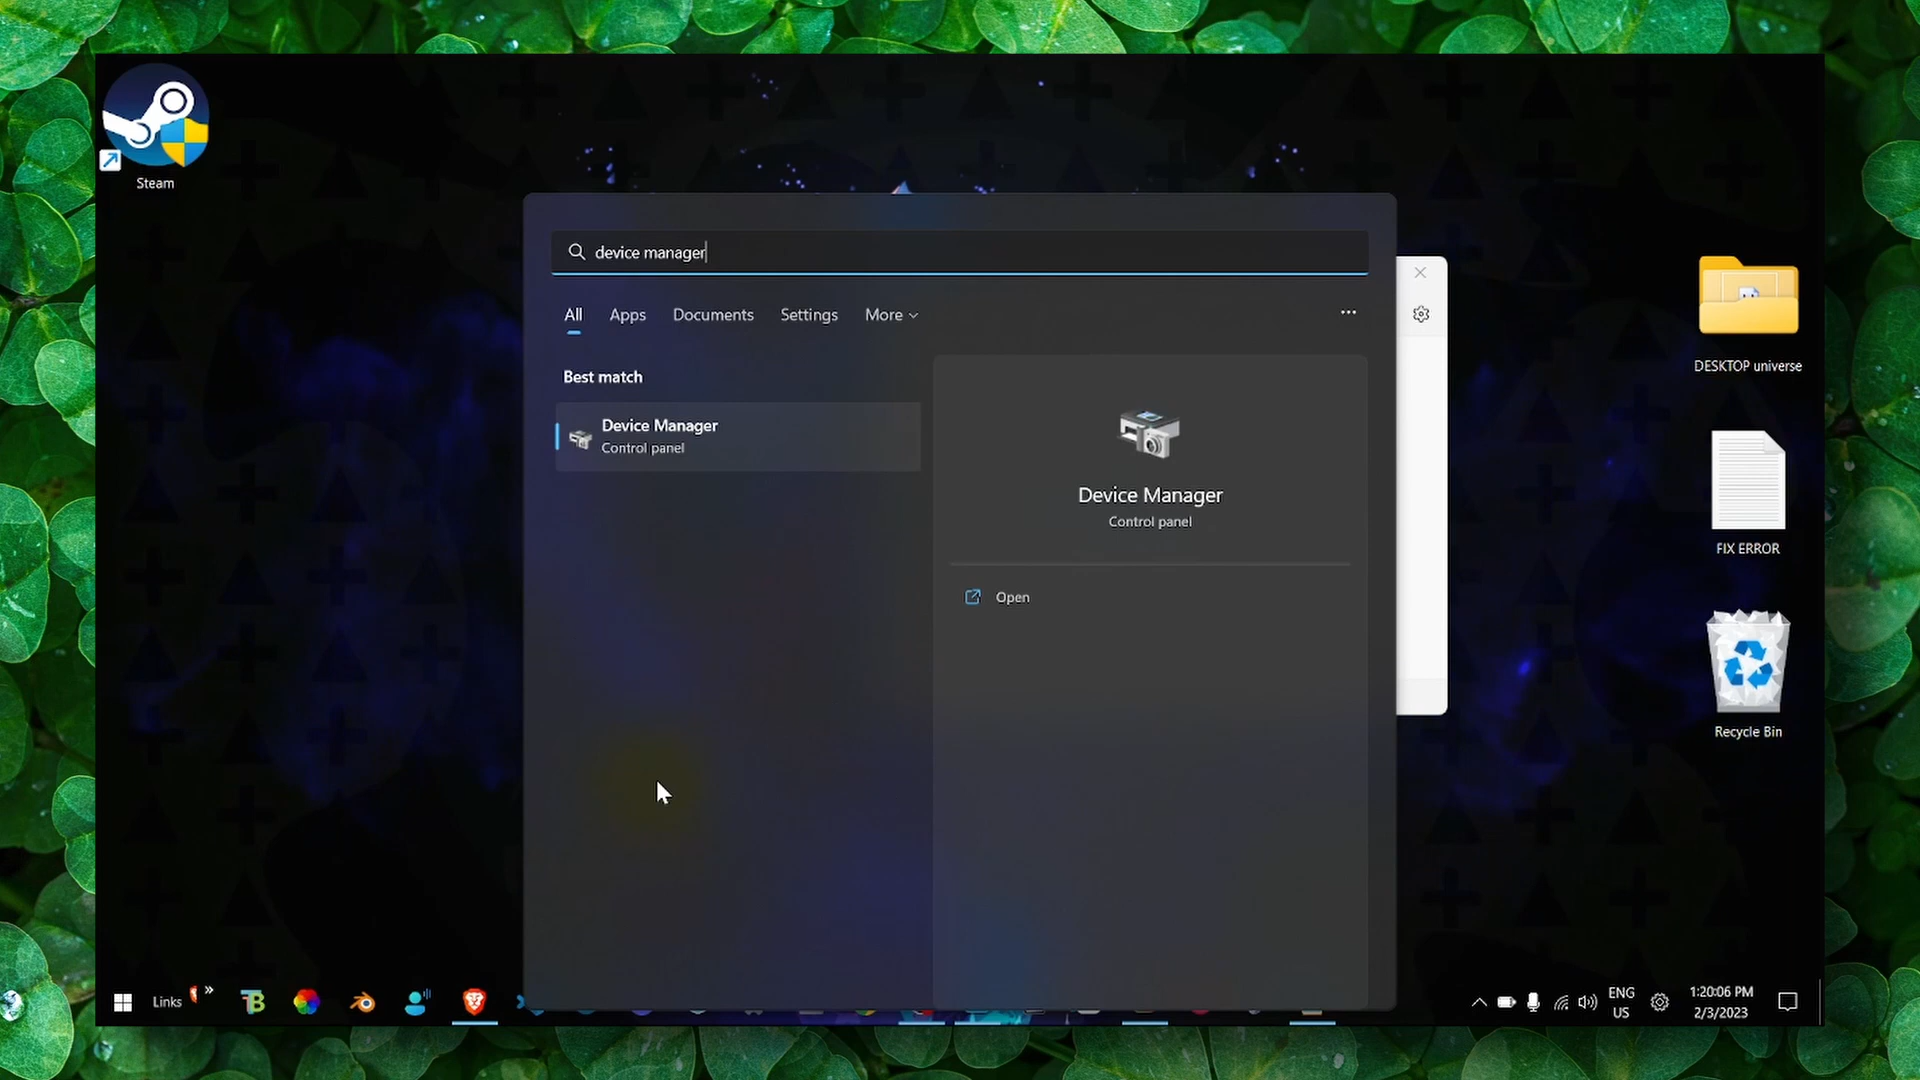 Steam
device manager
All Apps Documents Settings More
Best match
Device Manager
Control panel
Device Manager
Control panel
Open
DESKTOP universe
FIX ERROR
Recycle Bin
Links
ENG
US
1:20:06 PM
2/3/2023